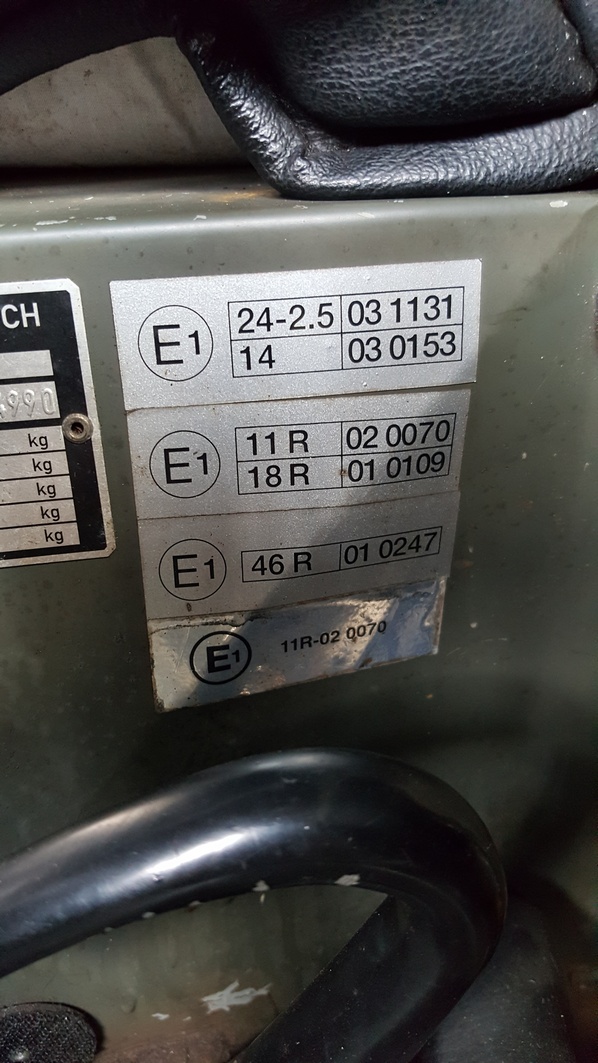 CH
990
kg
kg
kg
kg
kg
E1
24-2.5 03 1131
14 03 0153
E1
11 R 02 0070
18 R 01 0109
E1
46 R 01 0247
E1
11R-02 0070